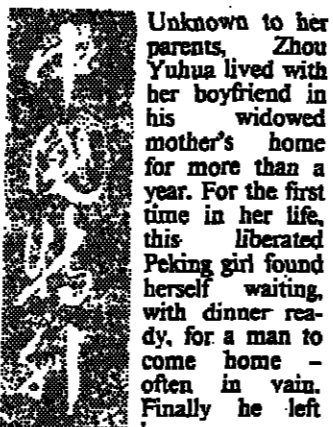 Unknown to her
parents, Zhou
Yuhua lived with
her boyfriend in
his widowed
mother's home
for more than a
year. For the first
time in her life,
this liberated
Peking girl found
herself waiting,
with dinner rea-
dy, for a man to
come home –
often in vain.
Finally he left